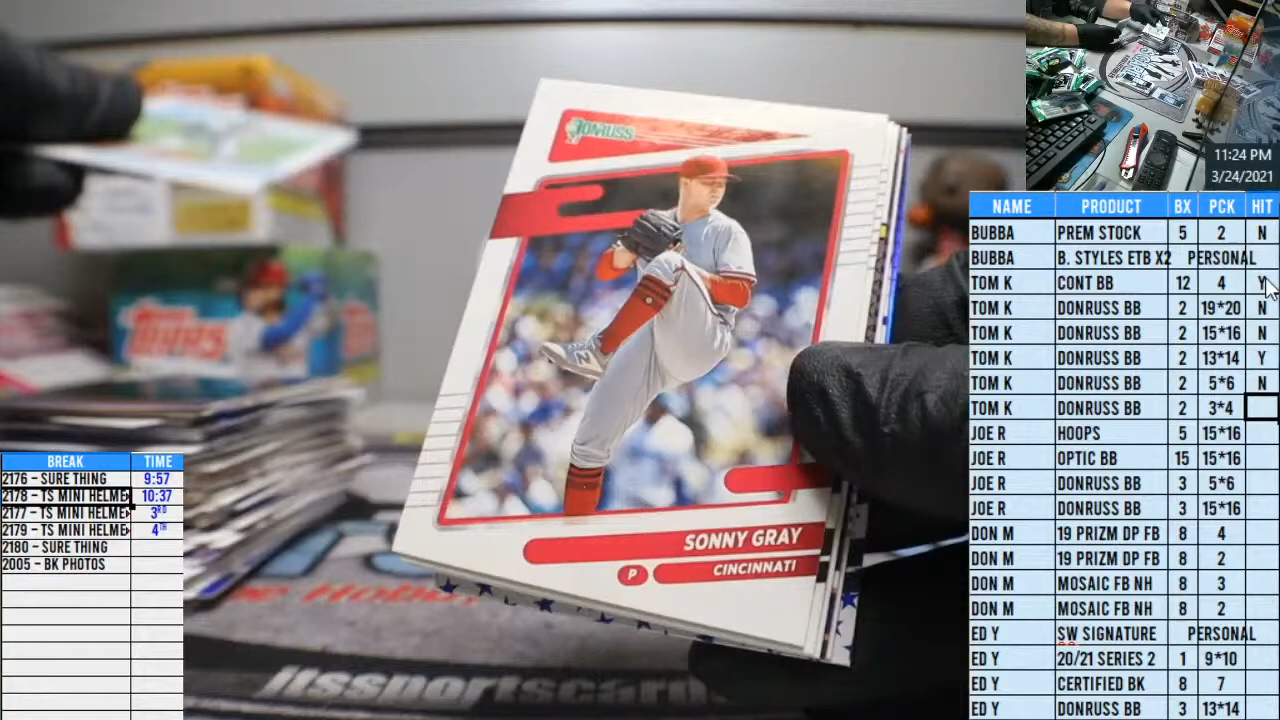 DONRUSS
SONNY GRAY
P CINCINNATI
TOPPS
itssportscard
11:24 PM
3/24/2021
NAME PRODUCT BX PCK HIT
BUBBA PREM STOCK 5 2 N
BUBBA B. STYLES ETB X2 PERSONAL
TOM K CONT BB 12 4 Y
TOM K DONRUSS BB 2 19*20 N
TOM K DONRUSS BB 2 15*16 N
TOM K DONRUSS BB 2 13*14 Y
TOM K DONRUSS BB 2 5*6 N
TOM K DONRUSS BB 2 3*4
JOE R HOOPS 5 15*16
JOE R OPTIC BB 15 15*16
JOE R DONRUSS BB 3 5*6
JOE R DONRUSS BB 3 15*16
DON M 19 PRIZM DP FB 8 4
DON M 19 PRIZM DP FB 8 2
DON M MOSAIC FB NH 8 3
DON M MOSAIC FB NH 8 2
ED Y SW SIGNATURE PERSONAL
ED Y 20/21 SERIES 2 1 9*10
ED Y CERTIFIED BK 8 7
ED Y DONRUSS BB 3 13*14
BREAK TIME
2176 – SURE THING 9:57
2178 – TS MINI HELME 10:37
2177 – TS MINI HELME 3RD
2179 – TS MINI HELME 4TH
2180 – SURE THING
2005 – BK PHOTOS